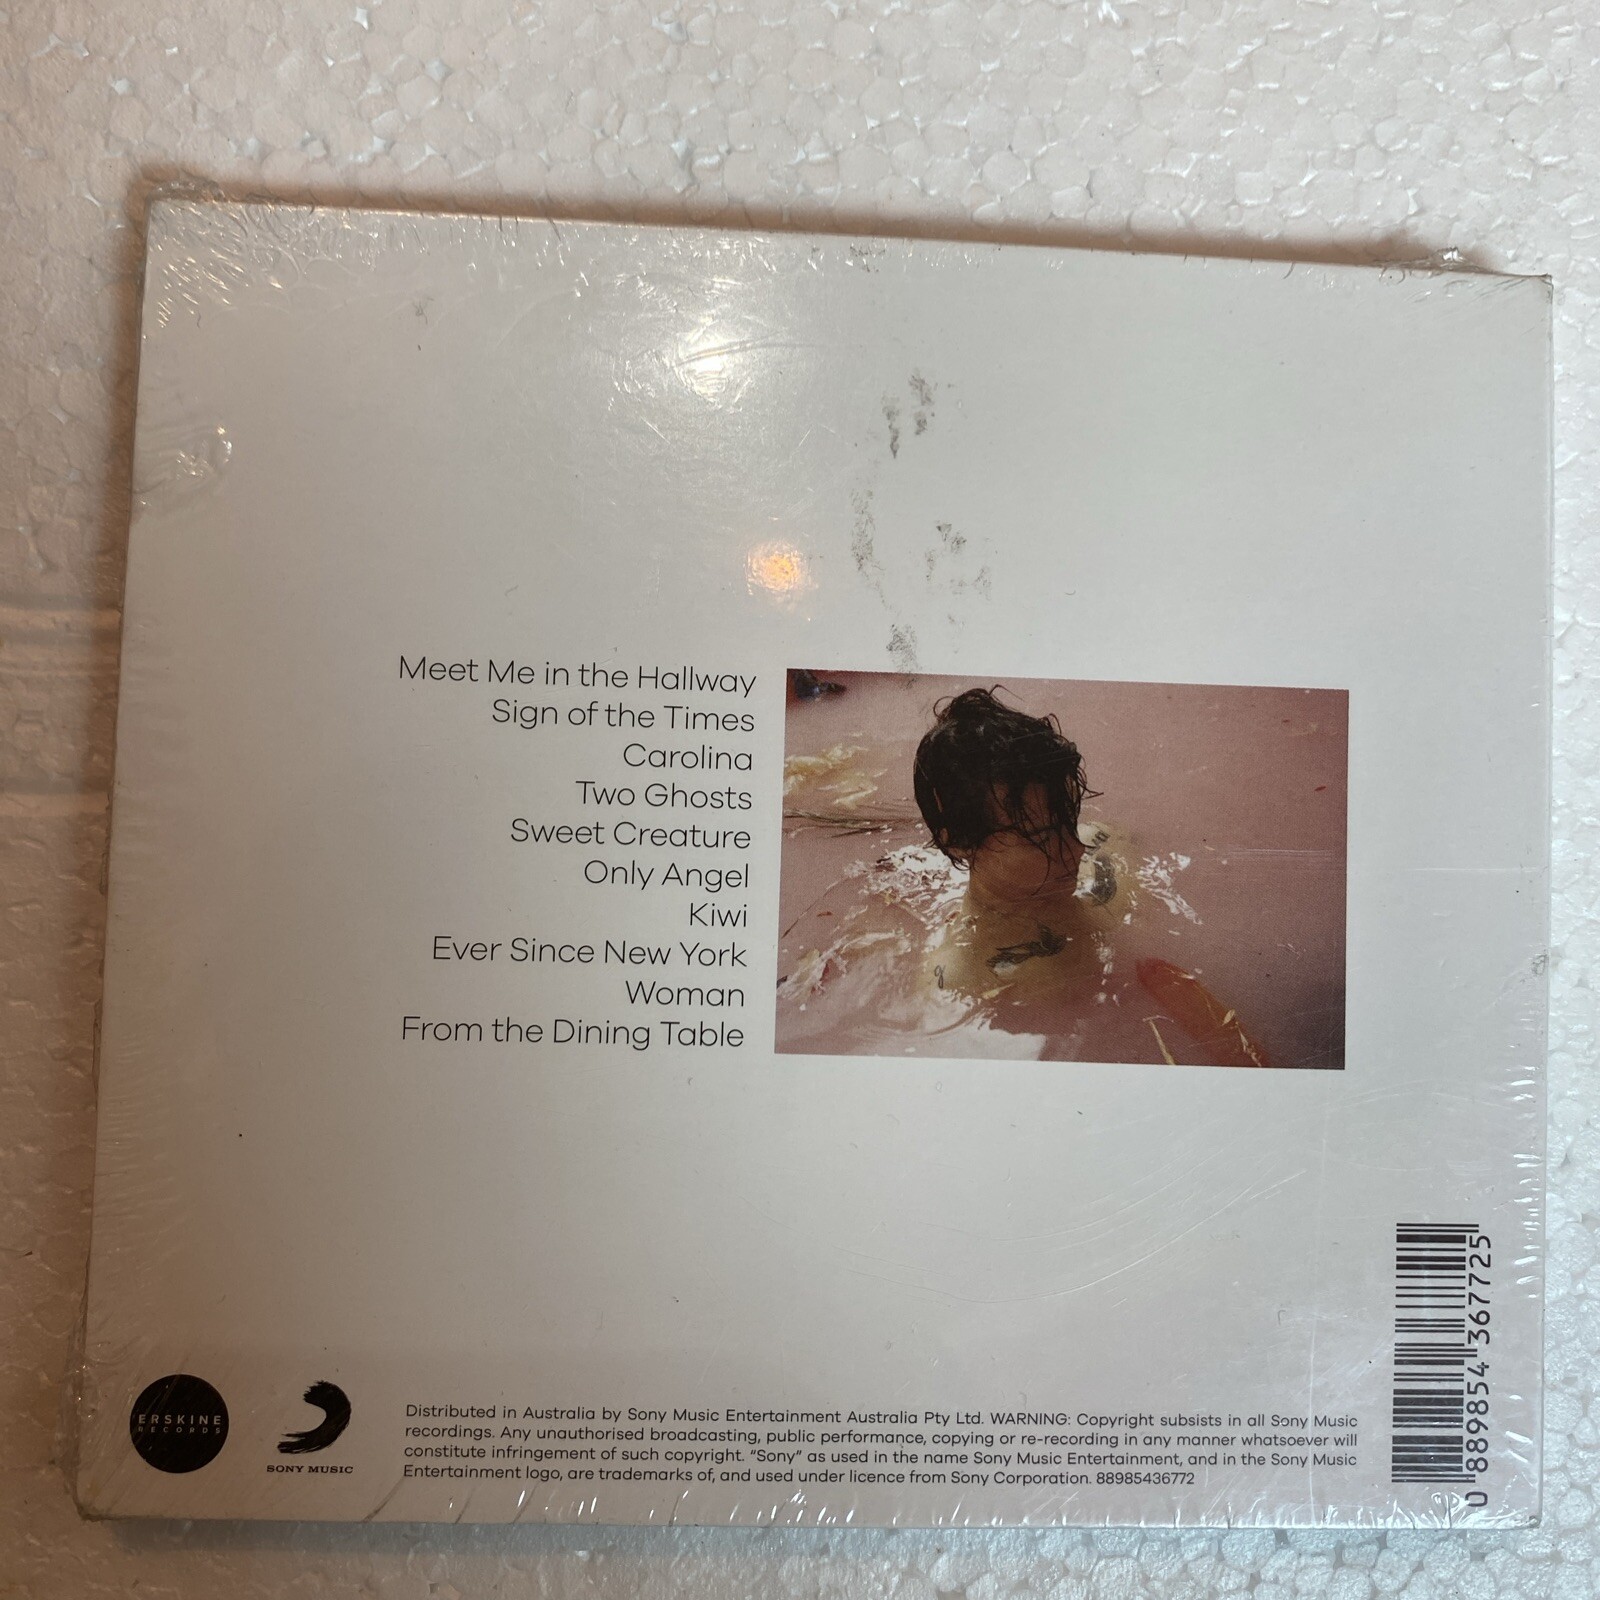 Meet Me in the Hallway
Sign of the Times
Carolina
Two Ghosts
Sweet Creature
Only Angel
Kiwi
Ever Since New York
Woman
From the Dining Table
ERSKINE
RECORDS
SONY MUSIC
Distributed in Australia by Sony Music Entertainment Australia Pty Ltd. WARNING: Copyright subsists in all Sony Music
recordings. Any unauthorised broadcasting, public performance, copying or re-recording in any manner whatsoever will
constitute infringement of such copyright. “Sony” as used in the name Sony Music Entertainment, and in the Sony Music
Entertainment logo, are trademarks of, and used under licence from Sony Corporation. 88985436772
0 88985436772 5